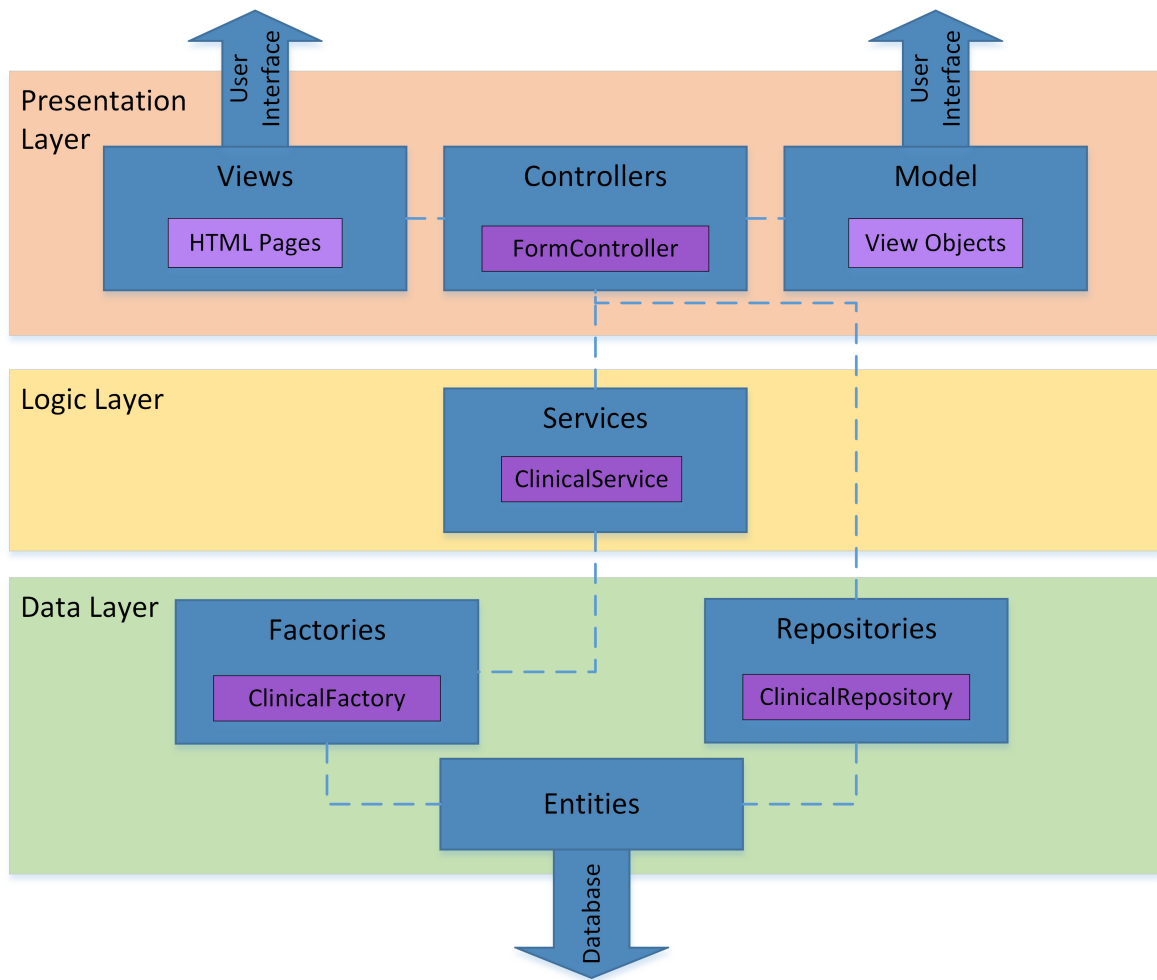 User
Interface
User
Interface
Presentation
Layer
Views
Controllers
Model
HTML Pages
FormController
View Objects
Logic Layer
Services
ClinicalService
Data Layer
Factories
Repositories
ClinicalFactory
ClinicalRepository
Entities
Database